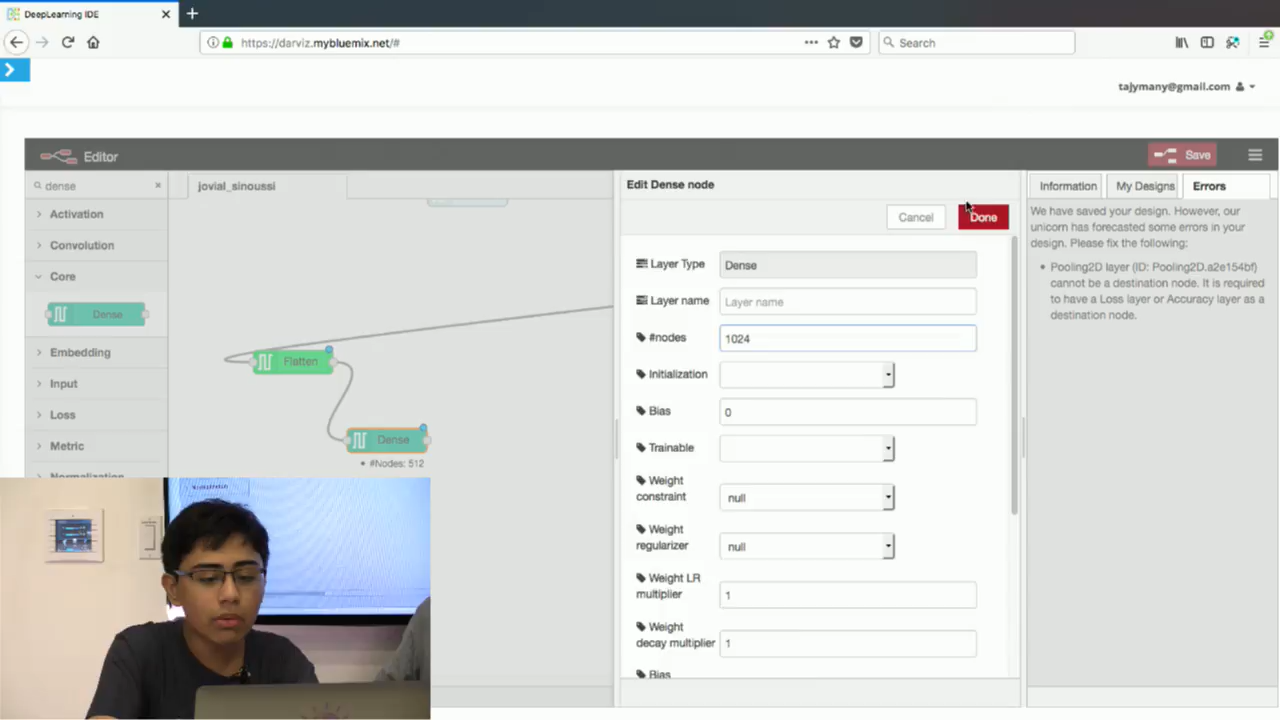 DeepLearning IDE
https://darviz.mybluemix.net/#
Search
tajymany@gmail.com
Editor
Save
dense
jovial_sinoussi
Edit Dense node
Information
My Designs
Errors
Activation
Convolution
Core
Dense
Embedding
Input
Loss
Metric
Flatten
Dense
#Nodes: 512
Cancel
Done
Layer Type
Dense
Layer name
Layer name
#nodes
1024
Initialization
Bias
0
Trainable
Weight
constraint
null
Weight
regularizer
null
Weight LR
multiplier
1
Weight
decay multiplier
1
Bias
We have saved your design. However, our
unicorn has forecasted some errors in your
design. Please fix the following:
Pooling2D layer (ID: Pooling2D.a2e154bf)
cannot be a destination node. It is required
to have a Loss layer or Accuracy layer as a
destination node.